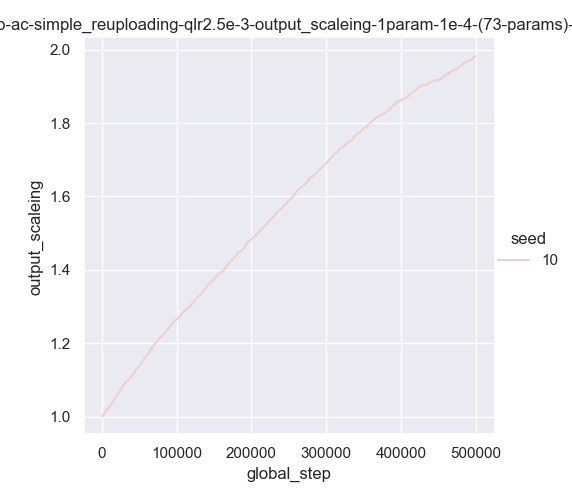 o-ac-simple_reuploading-qlr2.5e-3-output_scaleing-1param-1e-4-(73-params)-
2.0
1.8
1.6
1.4
1.2
1.0
output_scaleing
0 100000 200000 300000 400000 500000
global_step
seed
10